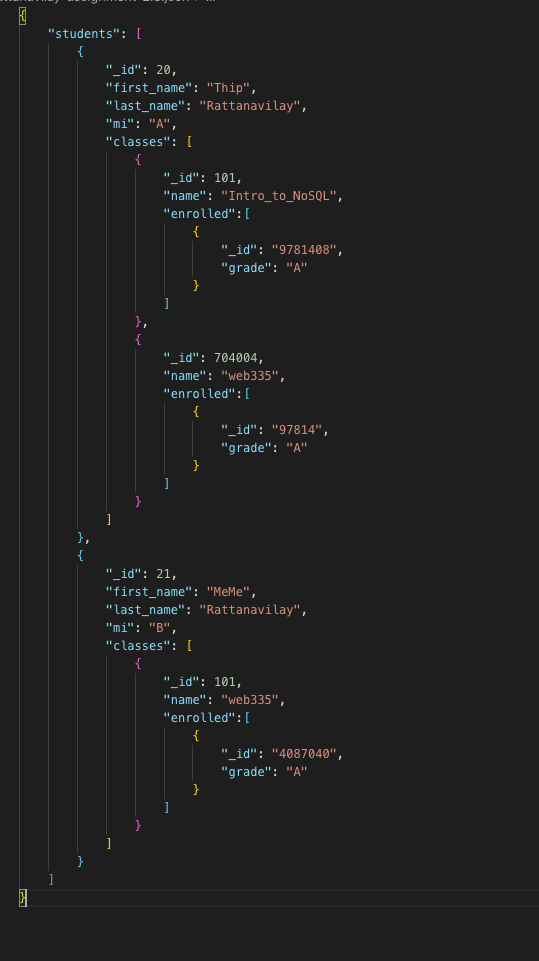 {
    "students": [
        {
            "_id": 20,
            "first_name": "Thip",
            "last_name": "Rattanavilay",
            "mi": "A",
            "classes": [
                {
                    "_id": 101,
                    "name": "Intro_to_NoSQL",
                    "enrolled":[
                        {
                            "_id": "9781408",
                            "grade": "A"
                        }
                    ]
                },
                {
                    "_id": 704004,
                    "name": "web335",
                    "enrolled":[
                        {
                            "_id": "97814",
                            "grade": "A"
                        }
                    ]
                }
            ]
        },
        {
            "_id": 21,
            "first_name": "MeMe",
            "last_name": "Rattanavilay",
            "mi": "B",
            "classes": [
                {
                    "_id": 101,
                    "name": "web335",
                    "enrolled":[
                        {
                            "_id": "4087040",
                            "grade": "A"
                        }
                    ]
                }
            ]
        }
    ]
}